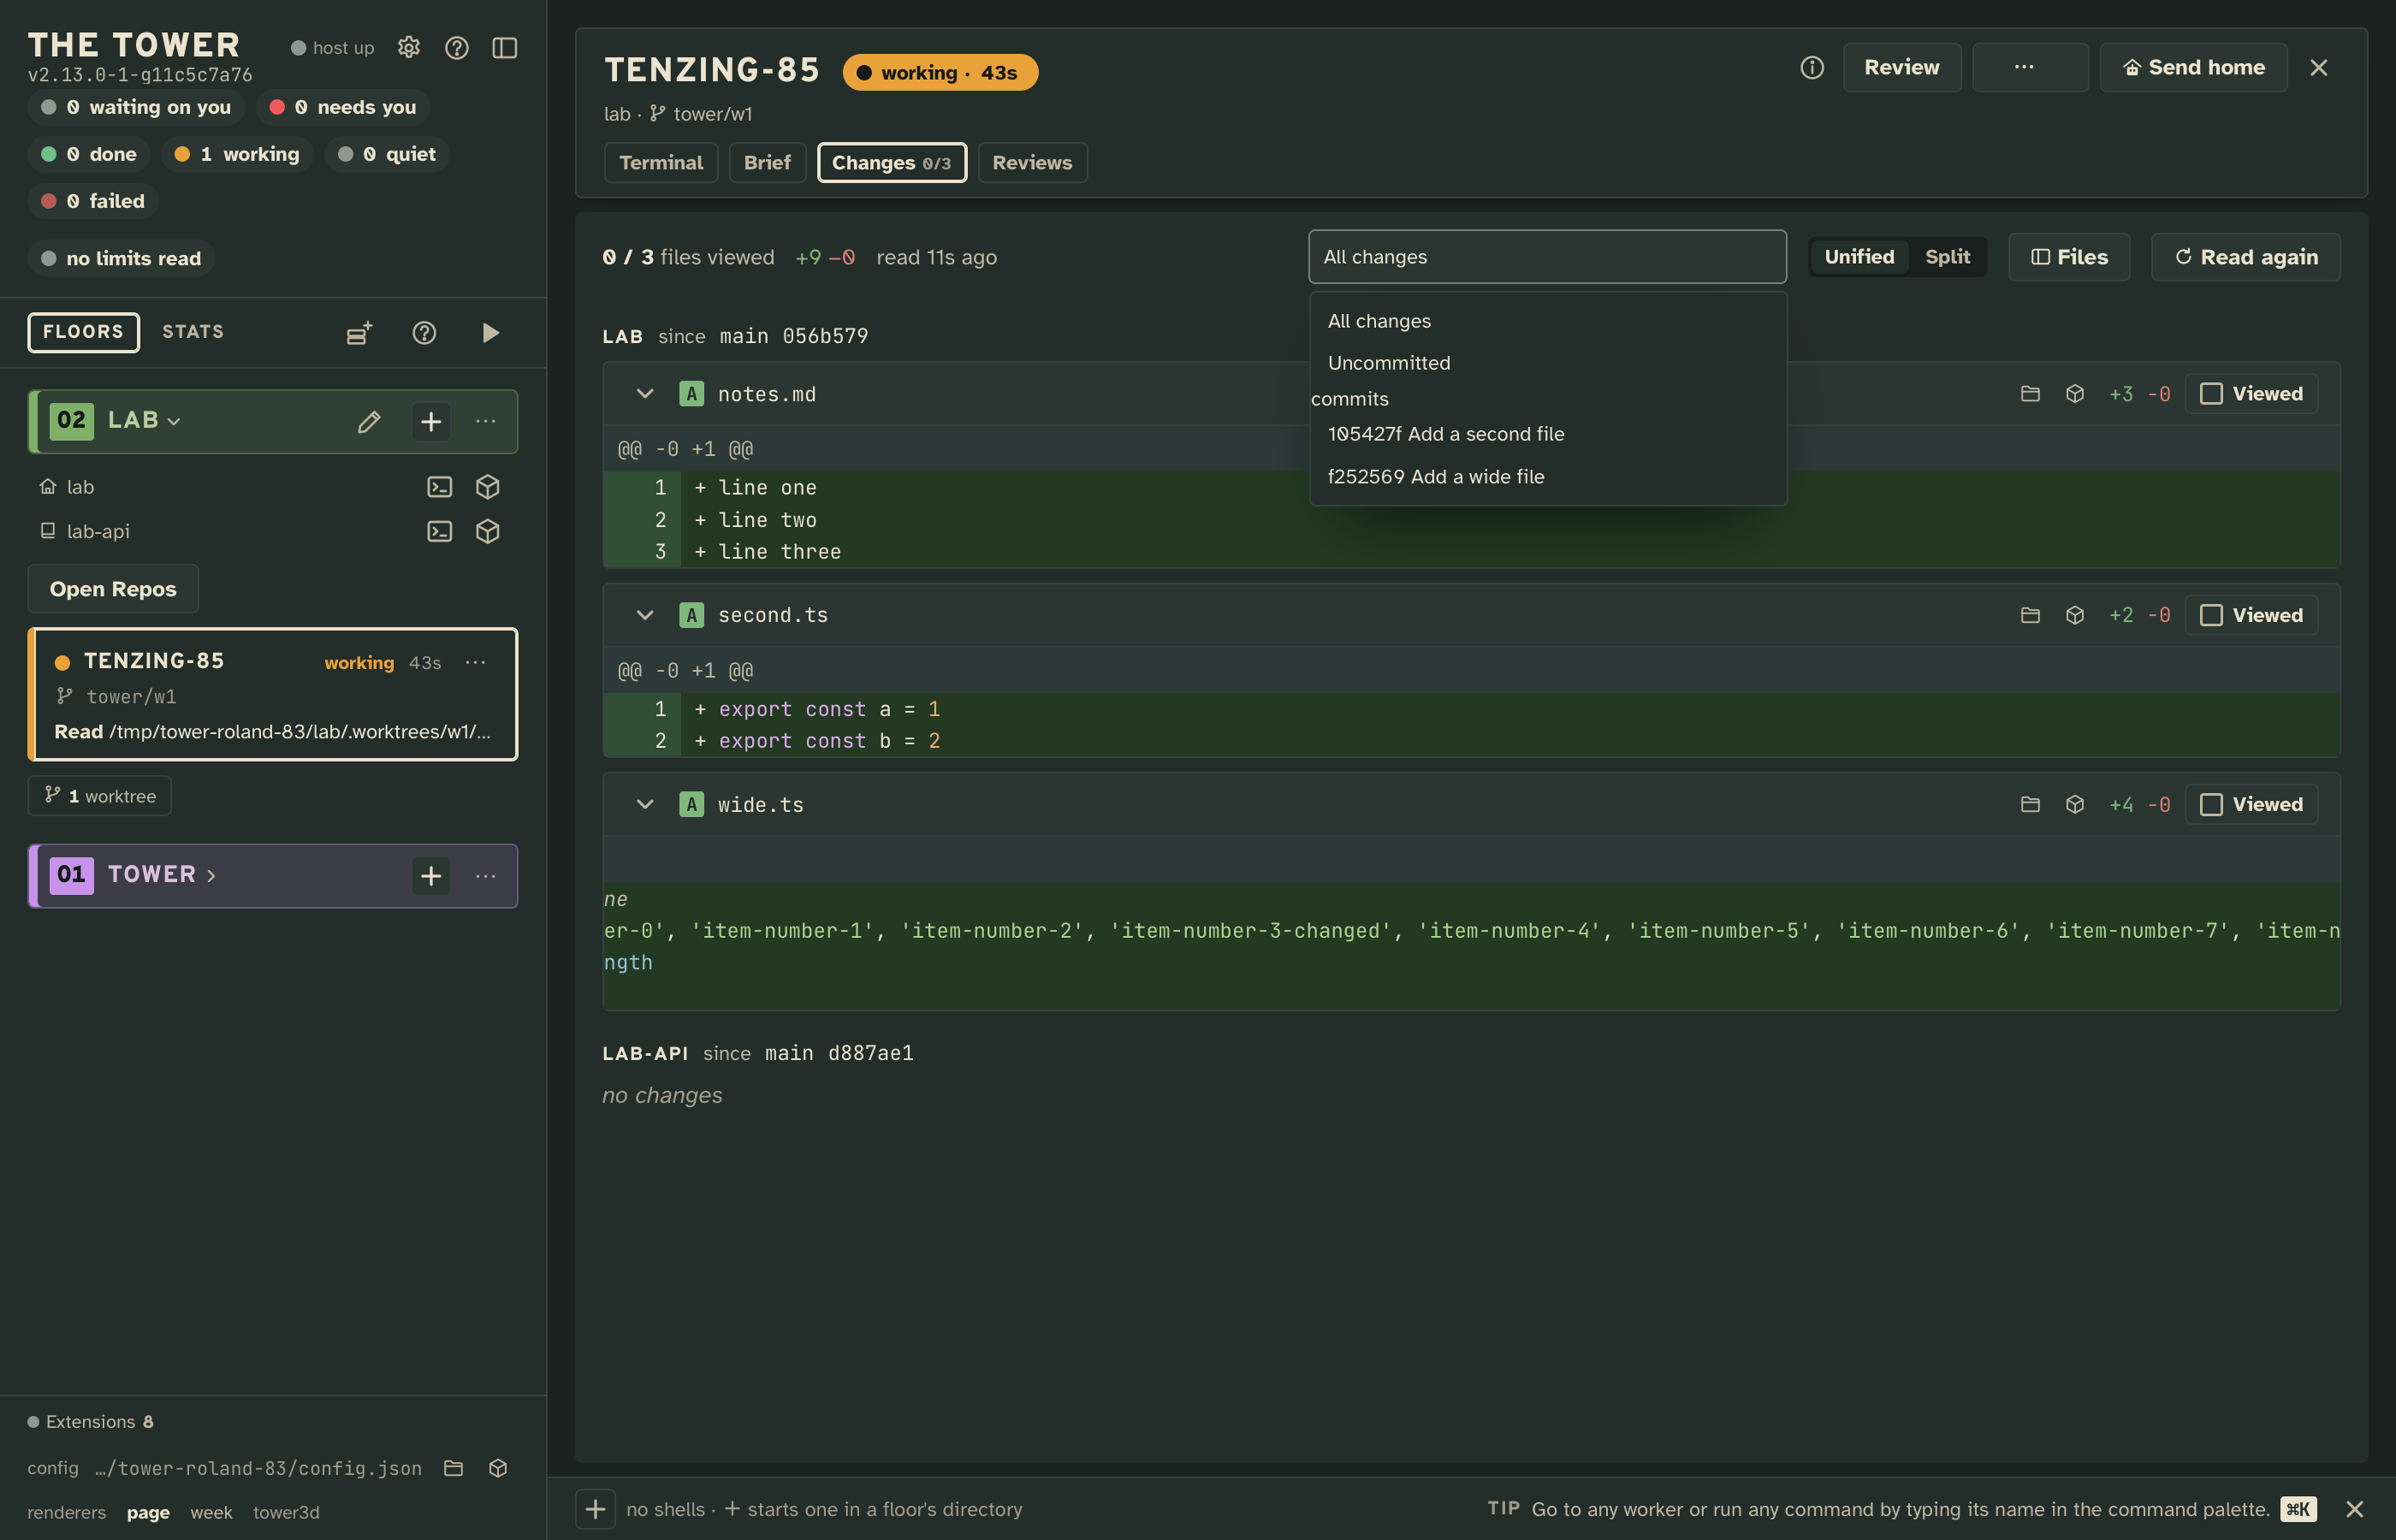 THE TOWER
host up
v2.13.0-1-g11c5c7a76
0 waiting on you
0 needs you
0 done
1 working
0 quiet
0 failed
no limits read
FLOORS
STATS
02 LAB
lab
lab-api
Open Repos
TENZING-85
working 43s
tower/w1
Read /tmp/tower-roland-83/lab/.worktrees/w1/...
1 worktree
01 TOWER
Extensions 8
config …/tower-roland-83/config.json
renderers page week tower3d
TENZING-85
working · 43s
Review
Send home
lab · tower/w1
Terminal
Brief
Changes 0/3
Reviews
0 / 3 files viewed +9 −0 read 11s ago
All changes
Unified
Split
Files
Read again
All changes
Uncommitted
commits
105427f Add a second file
f252569 Add a wide file
LAB since main 056b579
A notes.md
+3 -0
Viewed
@@ -0 +1 @@
1 + line one
2 + line two
3 + line three
A second.ts
+2 -0
Viewed
@@ -0 +1 @@
1 + export const a = 1
2 + export const b = 2
A wide.ts
+4 -0
Viewed
ne
er-0', 'item-number-1', 'item-number-2', 'item-number-3-changed', 'item-number-4', 'item-number-5', 'item-number-6', 'item-number-7', 'item-n
ngth
LAB-API since main d887ae1
no changes
no shells · + starts one in a floor's directory
TIP Go to any worker or run any command by typing its name in the command palette. ⌘K